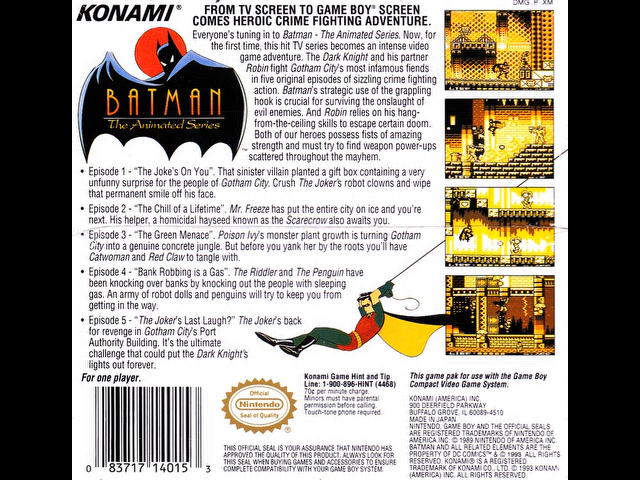 DMG-P-XM
KONAMI®
FROM TV SCREEN TO GAME BOY® SCREEN
COMES HEROIC CRIME FIGHTING ADVENTURE.
Everyone's tuning in to Batman - The Animated Series. Now, for
the first time, this hit TV series becomes an intense video
game adventure. The Dark Knight and his partner
Robin fight Gotham City's most infamous fiends
in five original episodes of sizzling crime fighting
action. Batman's strategic use of the grappling
hook is crucial for surviving the onslaught of
evil enemies. And Robin relies on his hang-
from-the-ceiling skills to escape certain doom.
Both of our heroes possess fists of amazing
strength and must try to find weapon power-ups
scattered throughout the mayhem.
BATMAN
The Animated Series
TM
• Episode 1 - "The Joke's On You". That sinister villain planted a gift box containing a very
unfunny surprise for the people of Gotham City. Crush The Joker's robot clowns and wipe
that permanent smile off his face.
• Episode 2 - "The Chill of a Lifetime". Mr. Freeze has put the entire city on ice and you're
next. His helper, a homicidal hayseed known as the Scarecrow also awaits you.
• Episode 3 - "The Green Menace". Poison Ivy's monster plant growth is turning Gotham
City into a genuine concrete jungle. But before you yank her by the roots you'll have
Catwoman and Red Claw to tangle with.
• Episode 4 - "Bank Robbing is a Gas". The Riddler and The Penguin have
been knocking over banks by knocking out the people with sleeping
gas. An army of robot dolls and penguins will try to keep you from
getting in the way.
• Episode 5 - "The Joker's Last Laugh?" The Joker's back
for revenge in Gotham City's Port
Authority Building. It's the ultimate
challenge that could put the Dark Knight's
lights out forever.
For one player.
0 83717 14015 3
Official
Nintendo
Seal of Quality
®
Konami Game Hint and Tip
Line: 1-900-896-HINT (4468)
70¢ per minute charge.
Minors must have parental
permission before calling.
Touch-tone phone required.
THIS OFFICIAL SEAL IS YOUR ASSURANCE THAT NINTENDO HAS
APPROVED THE QUALITY OF THIS PRODUCT. ALWAYS LOOK FOR
THIS SEAL WHEN BUYING GAMES AND ACCESSORIES TO ENSURE
COMPLETE COMPATIBILITY WITH YOUR GAME BOY SYSTEM.
This game pak for use with the Game Boy
Compact Video Game System.
KONAMI (AMERICA) INC.
900 DEERFIELD PARKWAY
BUFFALO GROVE, IL 60089-4510
MADE IN JAPAN
NINTENDO, GAME BOY AND THE OFFICIAL SEALS
ARE REGISTERED TRADEMARKS OF NINTENDO OF
AMERICA INC. © 1989 NINTENDO OF AMERICA INC.
BATMAN AND ALL RELATED ELEMENTS ARE THE
PROPERTY OF DC COMICS™ & © 1993. ALL RIGHTS
RESERVED. KONAMI® IS A REGISTERED
TRADEMARK OF KONAMI CO., LTD. © 1993 KONAMI
(AMERICA) INC. ALL RIGHTS RESERVED.